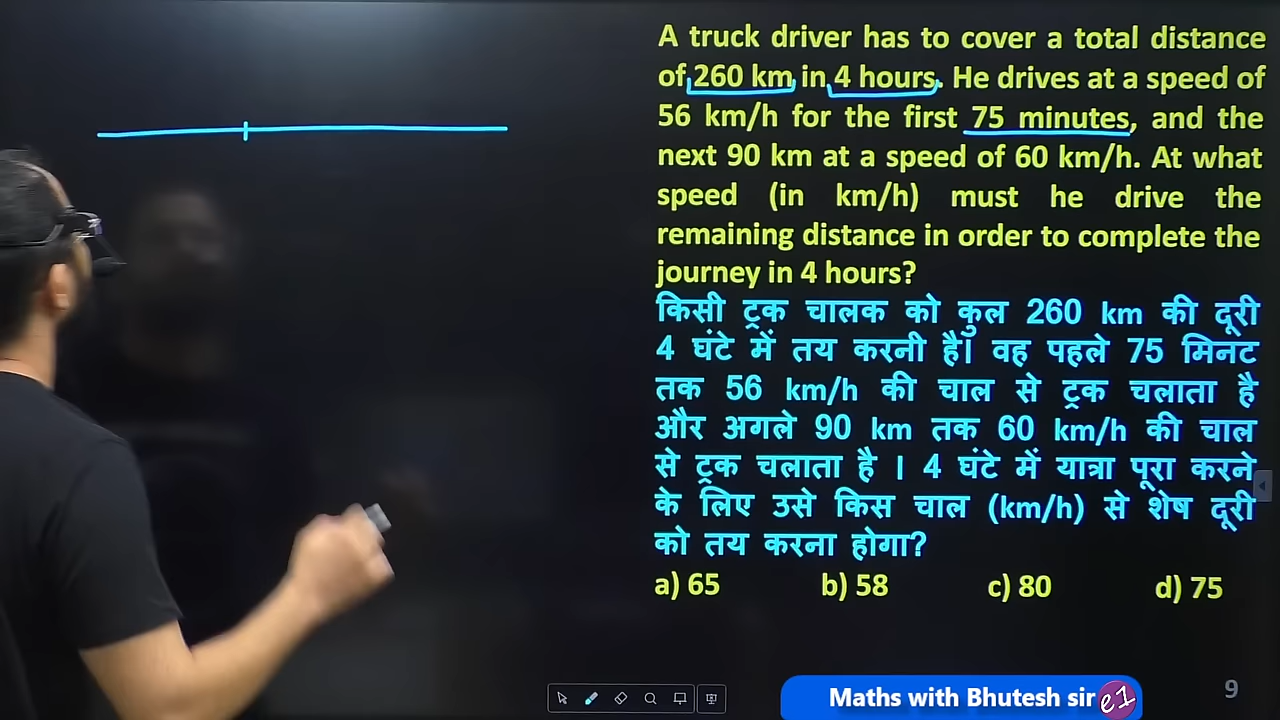 A truck driver has to cover a total distance
of 260 km in 4 hours. He drives at a speed of
56 km/h for the first 75 minutes, and the
next 90 km at a speed of 60 km/h. At what
speed (in km/h) must he drive the
remaining distance in order to complete the
journey in 4 hours?
किसी ट्रक चालक को कुल 260 km की दूरी
4 घंटे में तय करनी है। वह पहले 75 मिनट
तक 56 km/h की चाल से ट्रक चलाता है
और अगले 90 km तक 60 km/h की चाल
से ट्रक चलाता है । 4 घंटे में यात्रा पूरा करने
के लिए उसे किस चाल (km/h) से शेष दूरी
को तय करना होगा?
a) 65 b) 58 c) 80 d) 75
Maths with Bhutesh sir e1
9